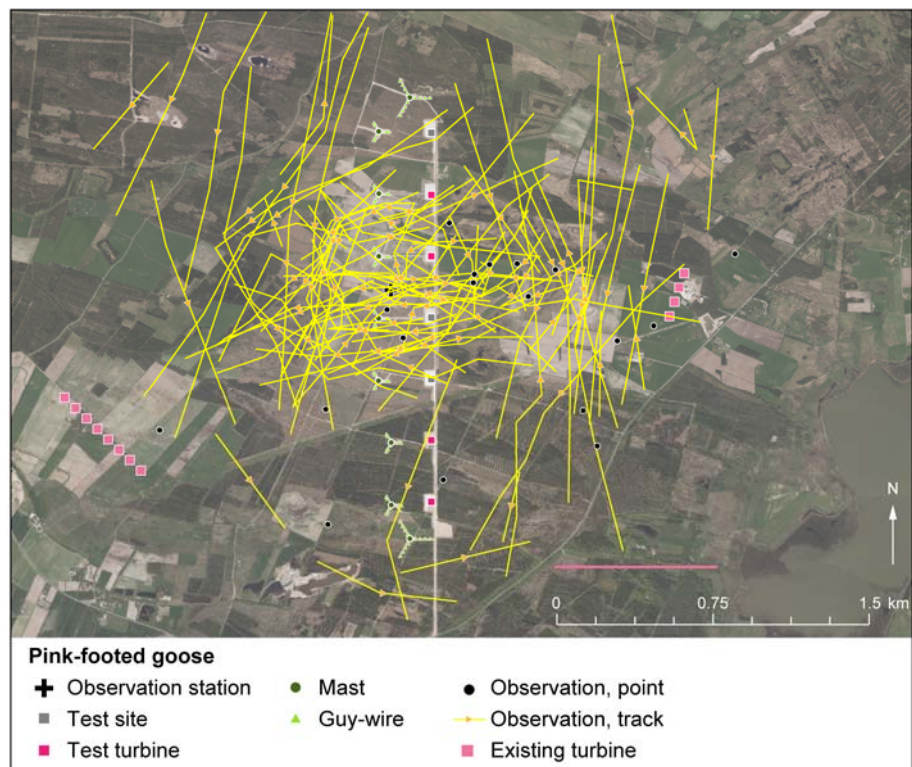 N
0 0.75 1.5 km
Pink-footed goose
Observation station Mast Observation, point
Test site Guy-wire Observation, track
Test turbine Existing turbine